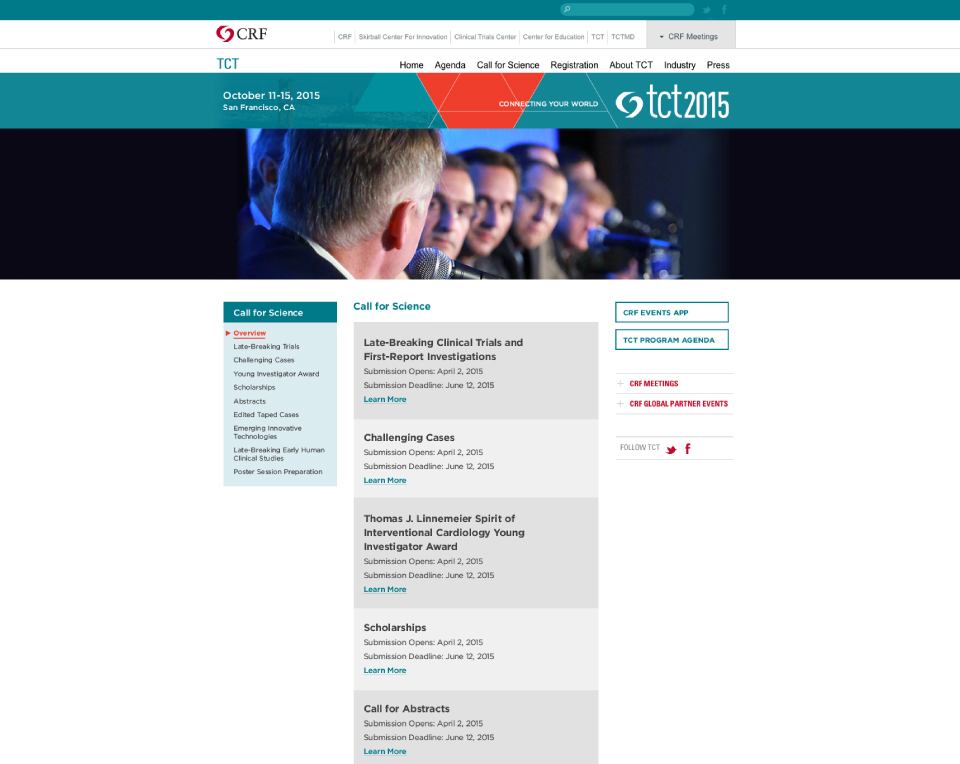 CRF
CRF
Skirball Center For Innovation
Clinical Trials Center
Center for Education
TCT
TCTMD
CRF Meetings
TCT
Home
Agenda
Call for Science
Registration
About TCT
Industry
Press
October 11-15, 2015
San Francisco, CA
CONNECTING YOUR WORLD
tct2015
Call for Science
Overview
Late-Breaking Trials
Challenging Cases
Young Investigator Award
Scholarships
Abstracts
Edited Taped Cases
Emerging Innovative
Technologies
Late-Breaking Early Human
Clinical Studies
Poster Session Preparation
Call for Science
Late-Breaking Clinical Trials and
First-Report Investigations
Submission Opens: April 2, 2015
Submission Deadline: June 12, 2015
Learn More
Challenging Cases
Submission Opens: April 2, 2015
Submission Deadline: June 12, 2015
Learn More
Thomas J. Linnemeier Spirit of
Interventional Cardiology Young
Investigator Award
Submission Opens: April 2, 2015
Submission Deadline: June 12, 2015
Learn More
Scholarships
Submission Opens: April 2, 2015
Submission Deadline: June 12, 2015
Learn More
Call for Abstracts
Submission Opens: April 2, 2015
Submission Deadline: June 12, 2015
Learn More
CRF EVENTS APP
TCT PROGRAM AGENDA
CRF MEETINGS
CRF GLOBAL PARTNER EVENTS
FOLLOW TCT